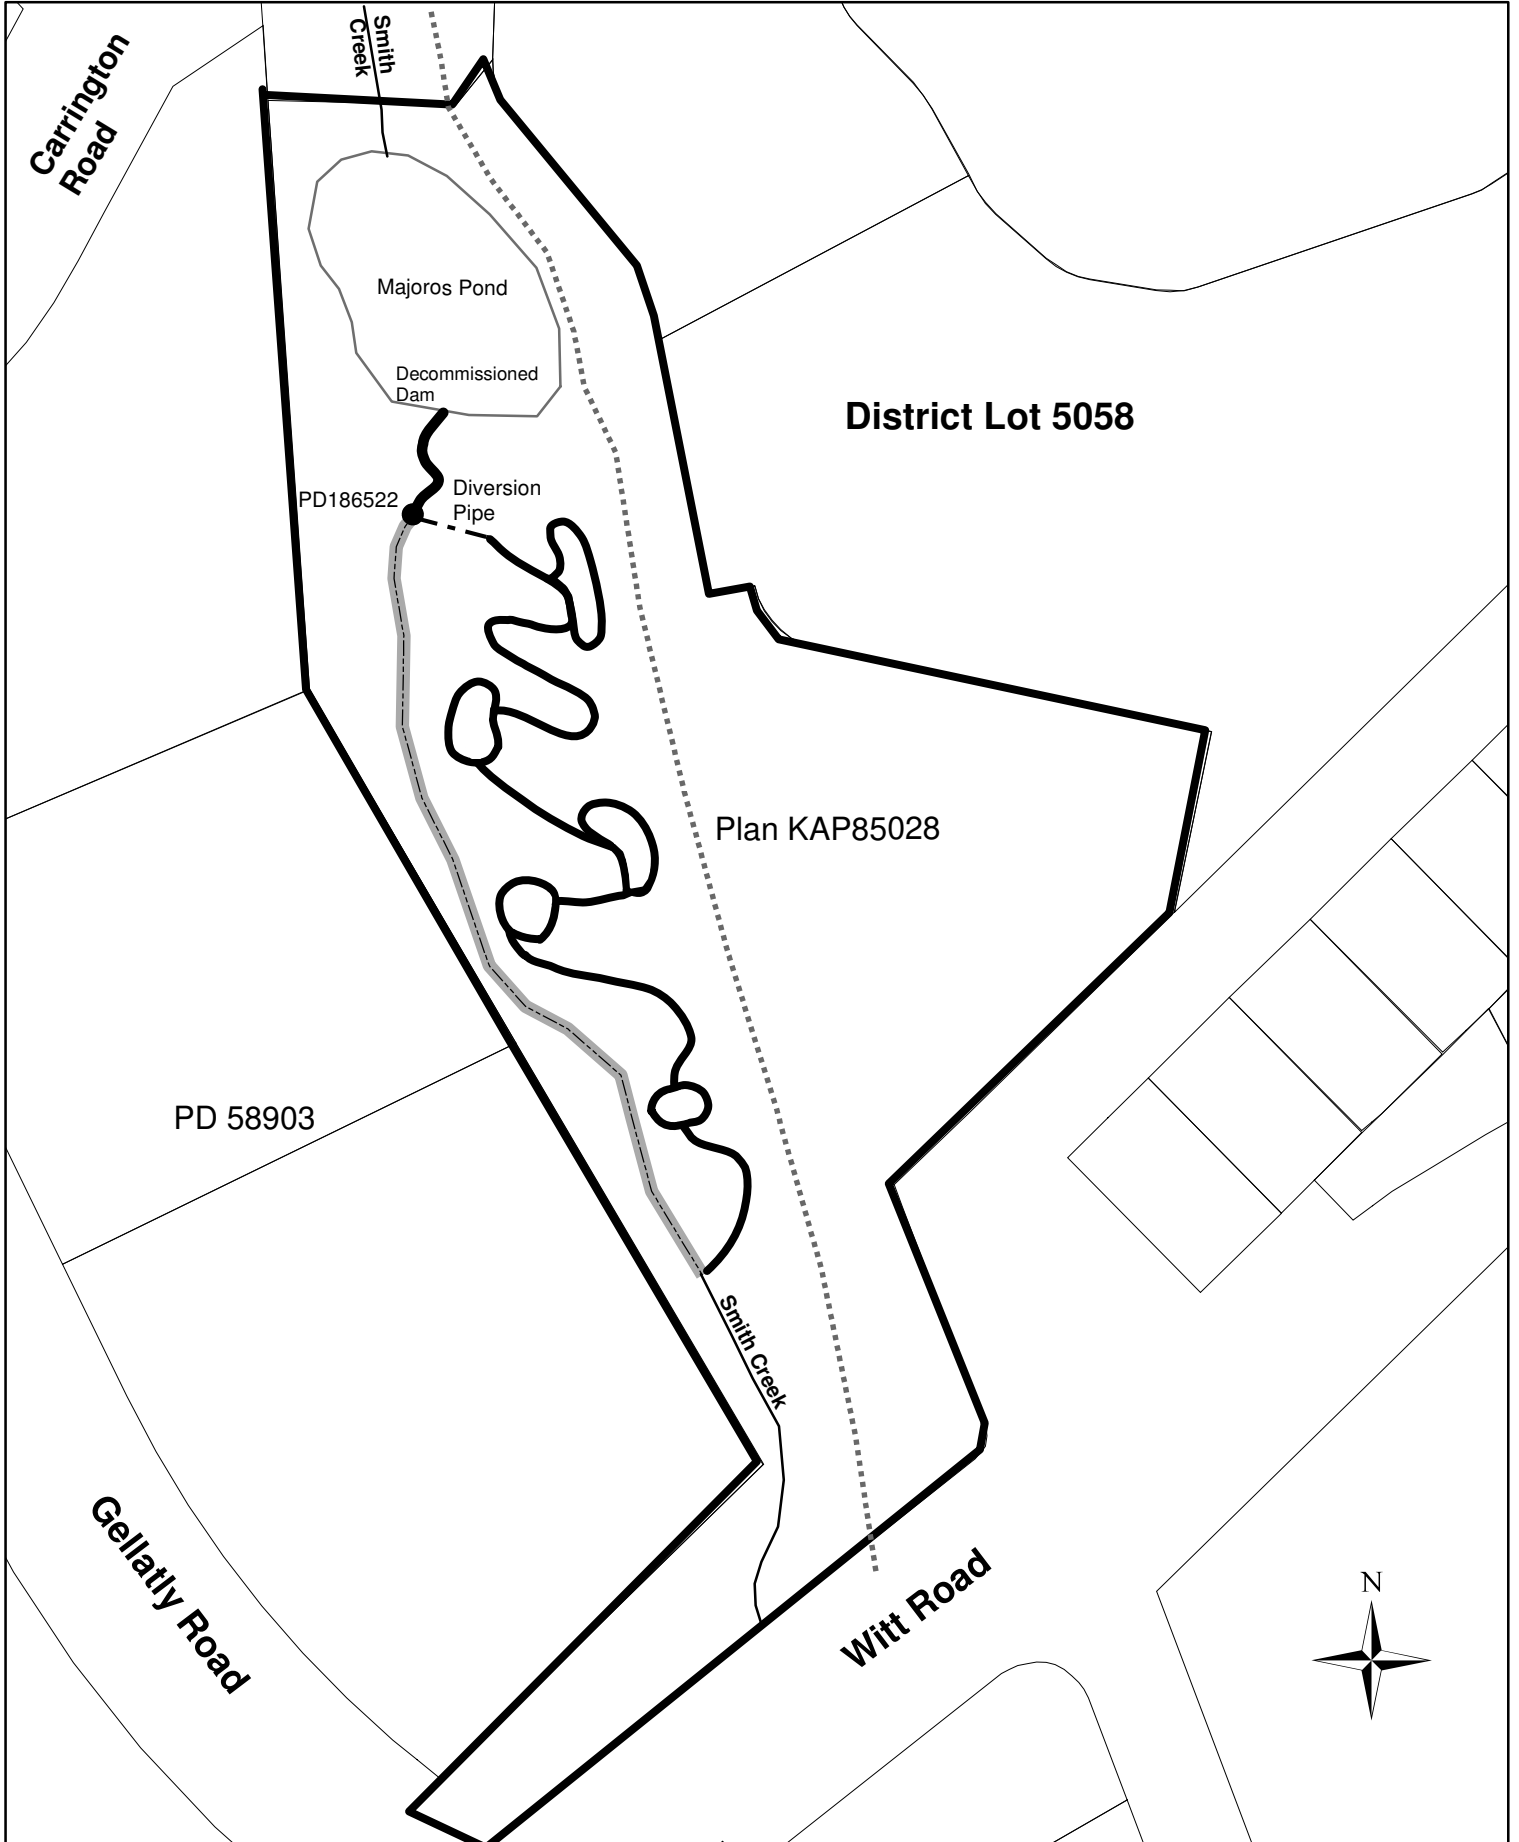 Smith
Creek
Carrington
Road
Majoros Pond
Decommissioned
Dam
District Lot 5058
PD186522
Diversion
Pipe
Plan KAP85028
PD 58903
Smith Creek
Gellatly Road
Witt Road
N